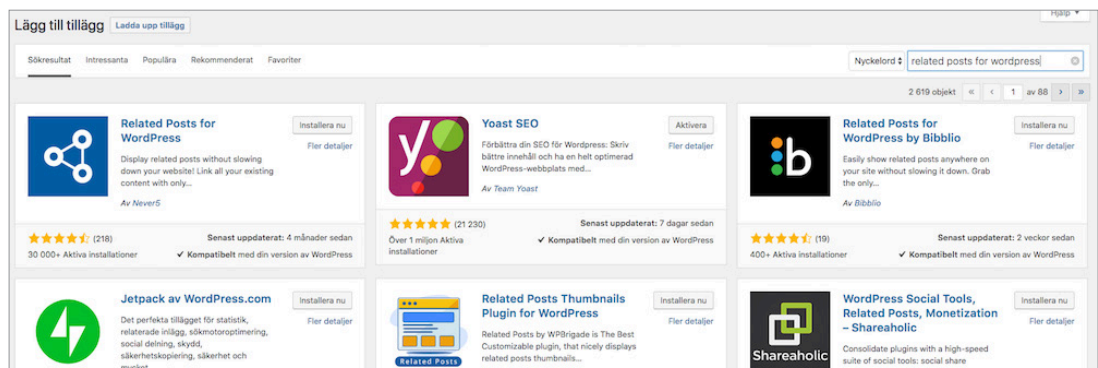 Hjälp ▼
Lägg till tillägg Ladda upp tillägg
Sökresultat Intressanta Populära Rekommenderat Favoriter Nyckelord related posts for wordpress
2 619 objekt « ‹ 1 av 88 › »
Related Posts for
WordPress
Installera nu
Fler detaljer
Display related posts without slowing
down your website! Link all your existing
content with only...
Av Never5
(218)
30 000+ Aktiva installationer
Senast uppdaterat: 4 månader sedan
✓ Kompatibelt med din version av WordPress
Yoast SEO
Aktivera
Fler detaljer
Förbättra din SEO för Wordpress: Skriv
bättre innehåll och ha en helt optimerad
WordPress-webbplats med...
Av Team Yoast
(21 230)
Över 1 miljon Aktiva
installationer
Senast uppdaterat: 7 dagar sedan
✓ Kompatibelt med din version av WordPress
:b
Related Posts for
WordPress by Bibblio
Installera nu
Fler detaljer
Easily show related posts anywhere on
your site without slowing it down. Grab
the only...
Av Bibblio
(19)
400+ Aktiva installationer
Senast uppdaterat: 2 veckor sedan
✓ Kompatibelt med din version av WordPress
Jetpack av WordPress.com
Installera nu
Fler detaljer
Det perfekta tillägget för statistik,
relaterade inlägg, sökmotoroptimering,
social delning, skydd,
säkerhetskopiering, säkerhet och
mycket
Related Posts
Related Posts Thumbnails
Plugin for WordPress
Installera nu
Fler detaljer
Related Posts by WPBrigade is The Best
Customizable plugin, that nicely displays
related posts thumbnails...
Shareaholic
WordPress Social Tools,
Related Posts, Monetization
– Shareaholic
Installera nu
Fler detaljer
Consolidate plugins with a high-speed
suite of social tools: social share